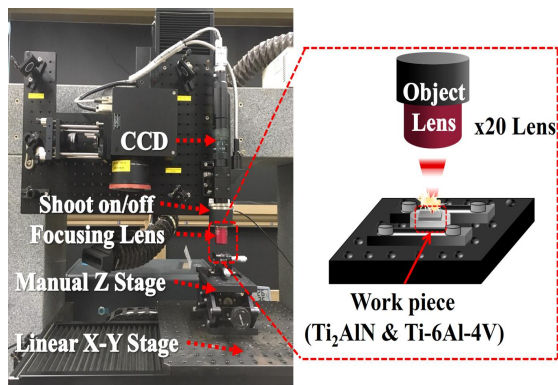 CCD
Shoot on/off
Focusing Lens
Manual Z Stage
Linear X-Y Stage
Object
Lens
x20 Lens
Work piece
(Ti₂AlN & Ti-6Al-4V)